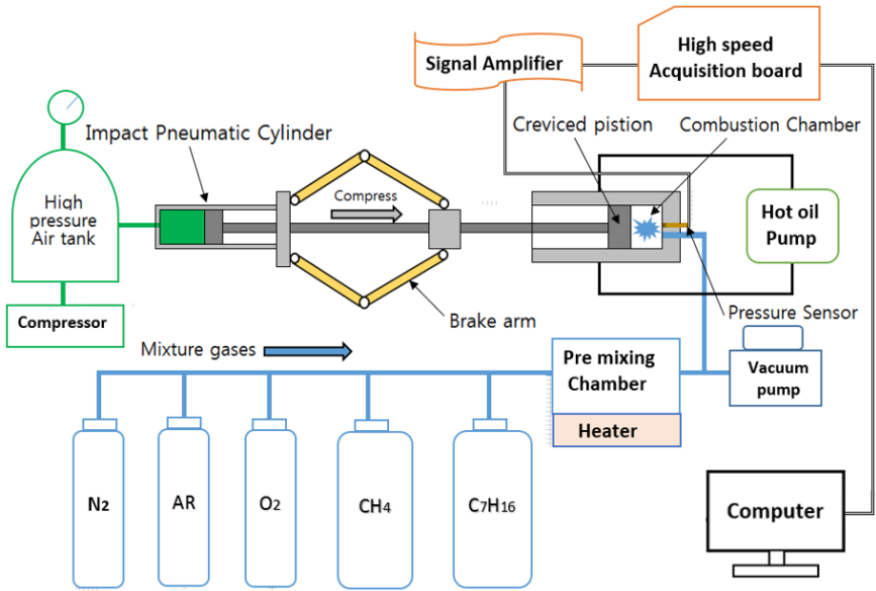 Signal Amplifier
High speed
Acquisition board
Impact Pneumatic Cylinder
Creviced pistion
Combustion Chamber
High
pressure
Air tank
Compress
Hot oil
Pump
Compressor
Brake arm
Pressure Sensor
Mixture gases
Pre mixing
Chamber
Vacuum
pump
Heater
N2
AR
O2
CH4
C7H16
Computer